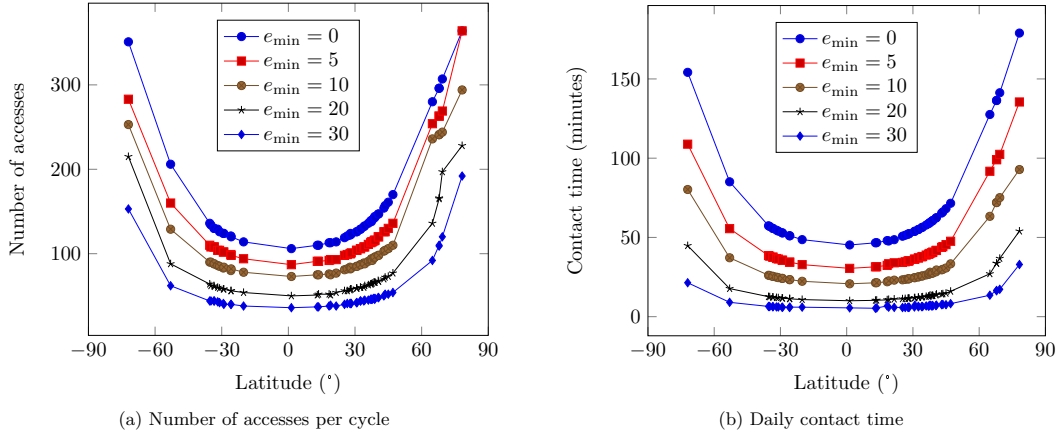 Number of accesses
300
200
100
e_min = 0
e_min = 5
e_min = 10
e_min = 20
e_min = 30
−90 −60 −30 0 30 60 90
Latitude (°)
(a) Number of accesses per cycle
Contact time (minutes)
150
100
50
0
e_min = 0
e_min = 5
e_min = 10
e_min = 20
e_min = 30
−90 −60 −30 0 30 60 90
Latitude (°)
(b) Daily contact time